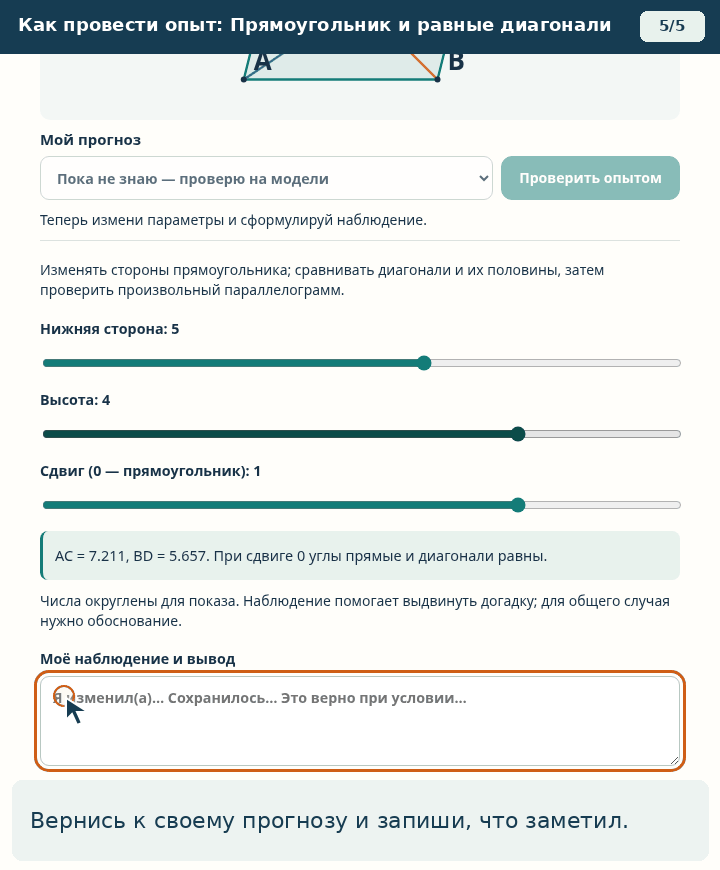 Как провести опыт: Прямоугольник и равные диагонали
5/5
A
B
Мой прогноз
Пока не знаю — проверю на модели
Проверить опытом
Теперь измени параметры и сформулируй наблюдение.
Изменять стороны прямоугольника; сравнивать диагонали и их половины, затем
проверить произвольный параллелограмм.
Нижняя сторона: 5
Высота: 4
Сдвиг (0 — прямоугольник): 1
AC = 7.211, BD = 5.657. При сдвиге 0 углы прямые и диагонали равны.
Числа округлены для показа. Наблюдение помогает выдвинуть догадку; для общего случая
нужно обоснование.
Моё наблюдение и вывод
Я изменил(а)... Сохранилось... Это верно при условии...
Вернись к своему прогнозу и запиши, что заметил.